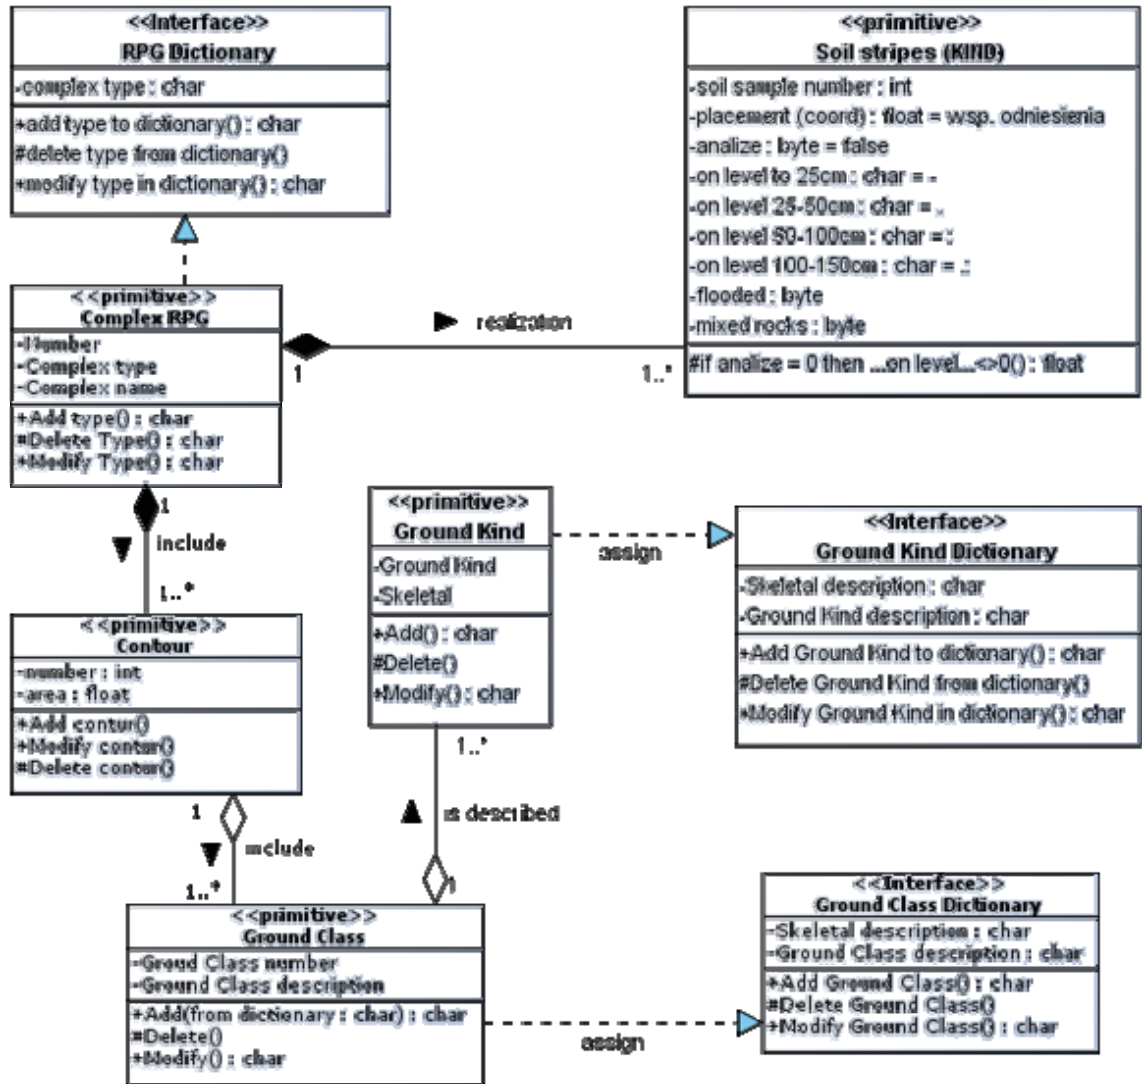 <<Interface>>
RPG Dictionary
-complex type : char
+add type to dictionary() : char
#delete type from dictionary()
+modify type in dictionary() : char
<<primitive>>
Soil stripes (KIND)
-soil sample number : int
-placement (coord) : float = wsp. odniesienia
-analize : byte = false
-on level to 25cm : char = -
-on level 25-50cm : char = .
-on level 50-100cm : char = :
-on level 100-150cm : char = .:
-flooded : byte
-mixed rocks : byte
#if analize = 0 then ...on level...<>0() : float
<<primitive>>
Complex RPG
-Number
-Complex type
-Complex name
+Add type() : char
#Delete Type() : char
+Modify Type() : char
realization
1
1..*
1
include
1..*
<<primitive>>
Contour
-number : int
-area : float
+Add contur()
+Modify contur()
#Delete contur()
<<primitive>>
Ground Kind
-Ground Kind
-Skeletal
+Add() : char
#Delete()
+Modify() : char
assign
<<Interface>>
Ground Kind Dictionary
-Skeletal description : char
-Ground Kind description : char
+Add Ground Kind to dictionary() : char
#Delete Ground Kind from dictionary()
+Modify Ground Kind in dictionary() : char
1
include
1..*
1..*
is described
1
<<primitive>>
Ground Class
-Groud Class number
-Ground Class description
+Add(from dictionary : char) : char
#Delete()
+Modify() : char
assign
<<Interface>>
Ground Class Dictionary
-Skeletal description : char
-Ground Class description : char
+Add Ground Class() : char
#Delete Ground Class()
+Modify Ground Class() : char